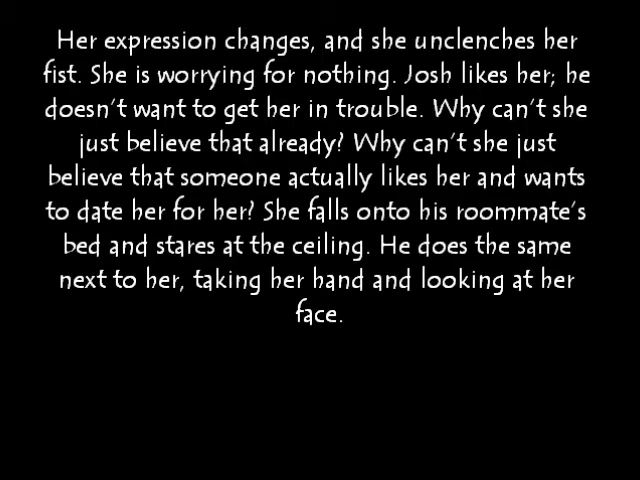 Her expression changes, and she unclenches her
fist. She is worrying for nothing. Josh likes her; he
doesn't want to get her in trouble. Why can't she
just believe that already? Why can't she just
believe that someone actually likes her and wants
to date her for her? She falls onto his roommate's
bed and stares at the ceiling. He does the same
next to her, taking her hand and looking at her
face.